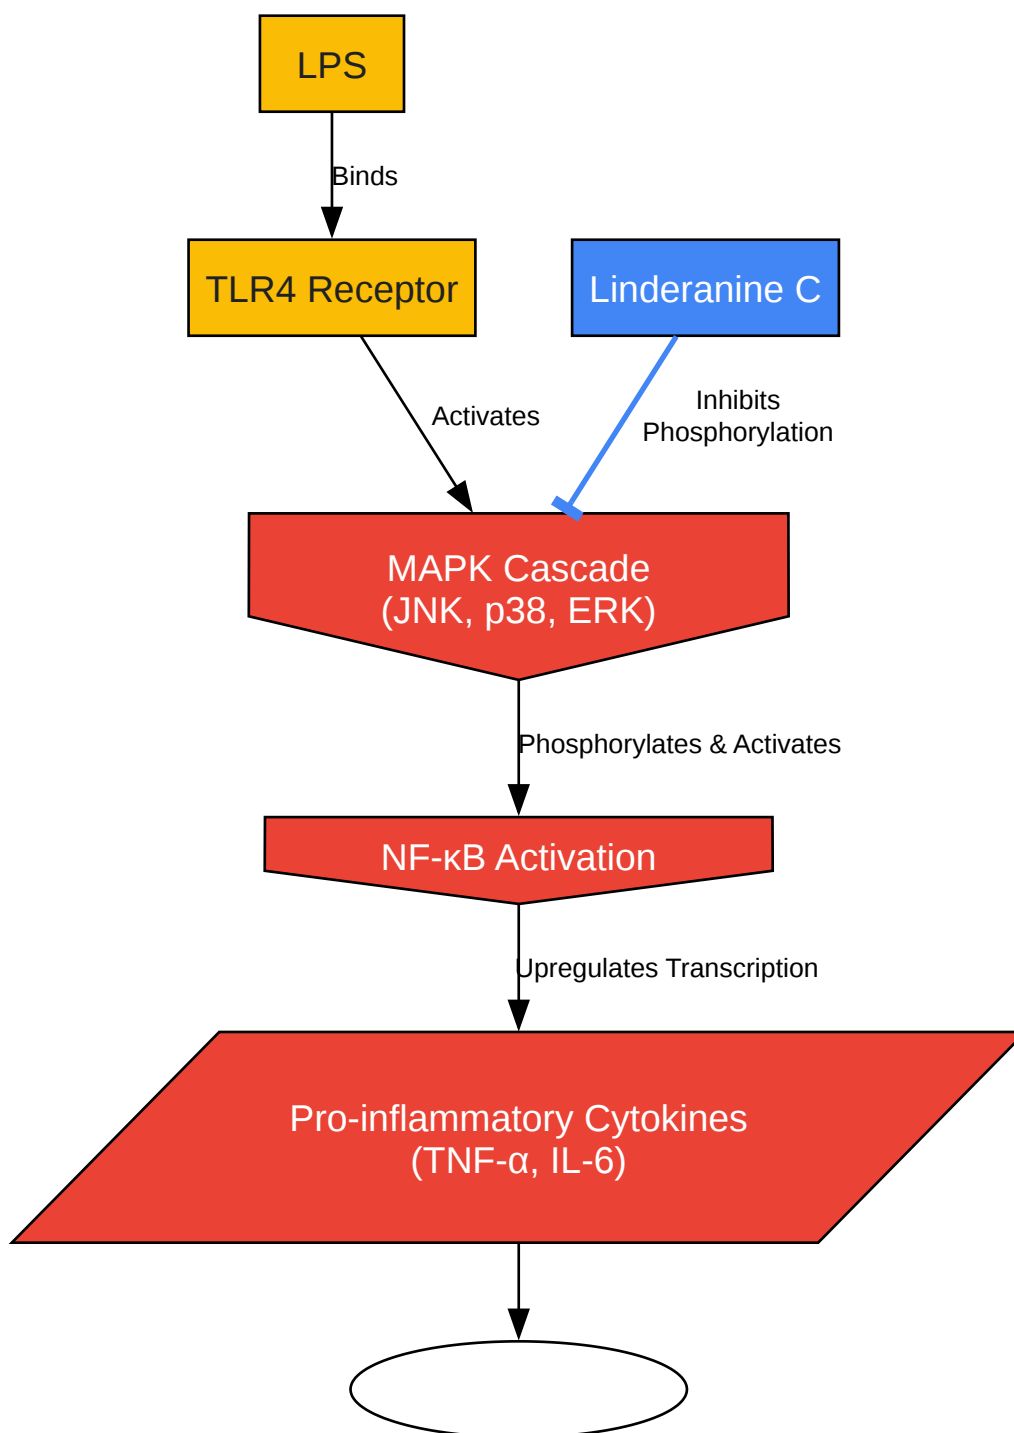 LPS
Binds
TLR4 Receptor
Linderanine C
Activates
Inhibits
Phosphorylation
MAPK Cascade
(JNK, p38, ERK)
Phosphorylates & Activates
NF-κB Activation
Upregulates Transcription
Pro-inflammatory Cytokines
(TNF-α, IL-6)